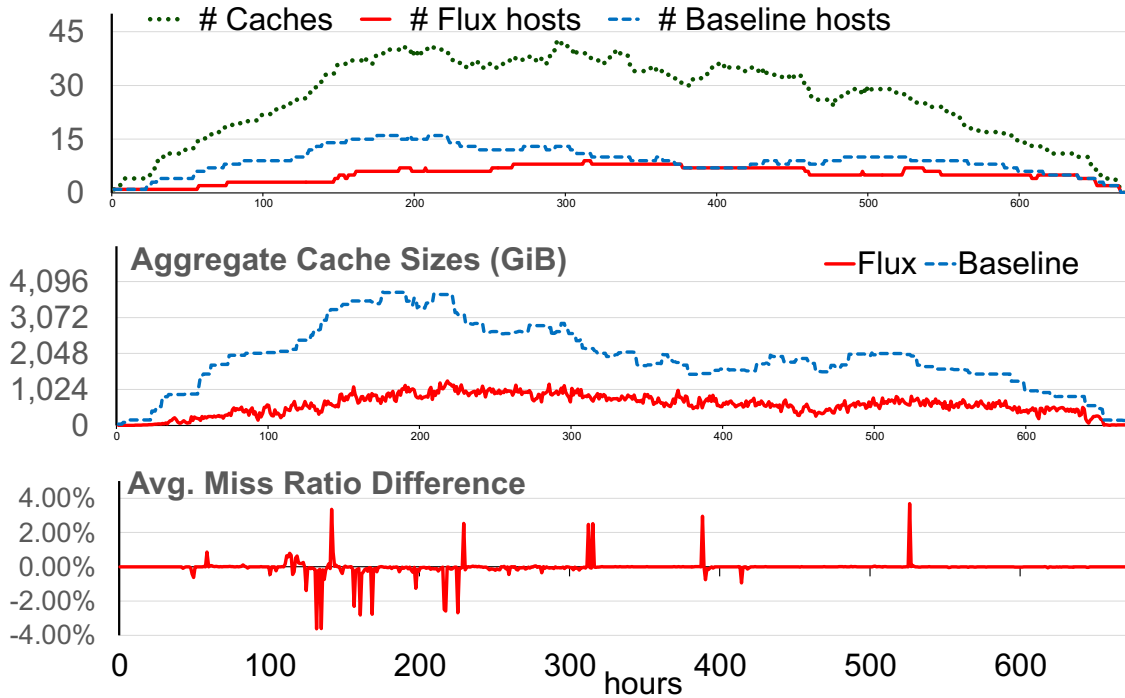 # Caches # Flux hosts # Baseline hosts
45
30
15
0
0 100 200 300 400 500 600
Aggregate Cache Sizes (GiB) Flux Baseline
4,096
3,072
2,048
1,024
0
0 100 200 300 400 500 600
Avg. Miss Ratio Difference
4.00%
2.00%
0.00%
-2.00%
-4.00%
0 100 200 300 400 500 600
hours